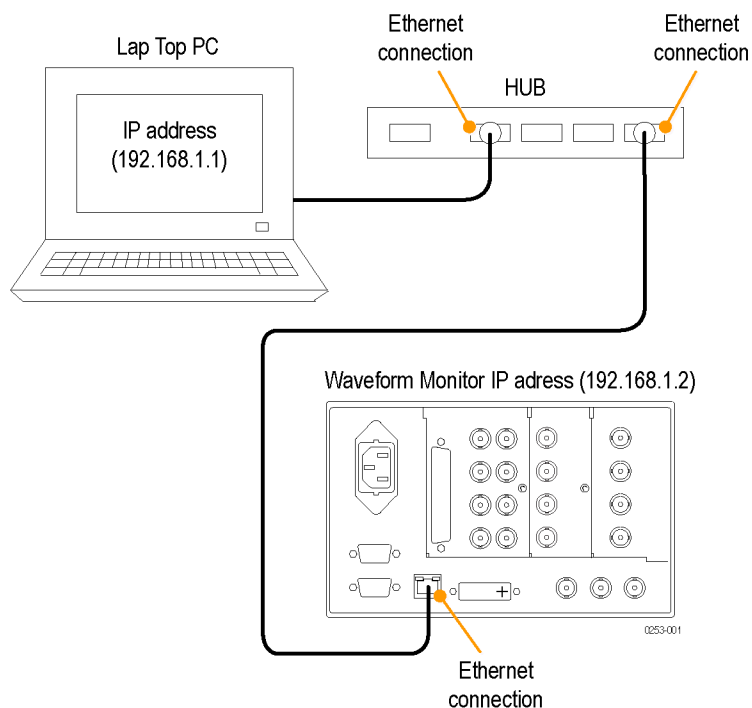 Ethernet
connection
Ethernet
connection
Lap Top PC
HUB
IP address
(192.168.1.1)
Waveform Monitor IP adress (192.168.1.2)
0253-001
Ethernet
connection